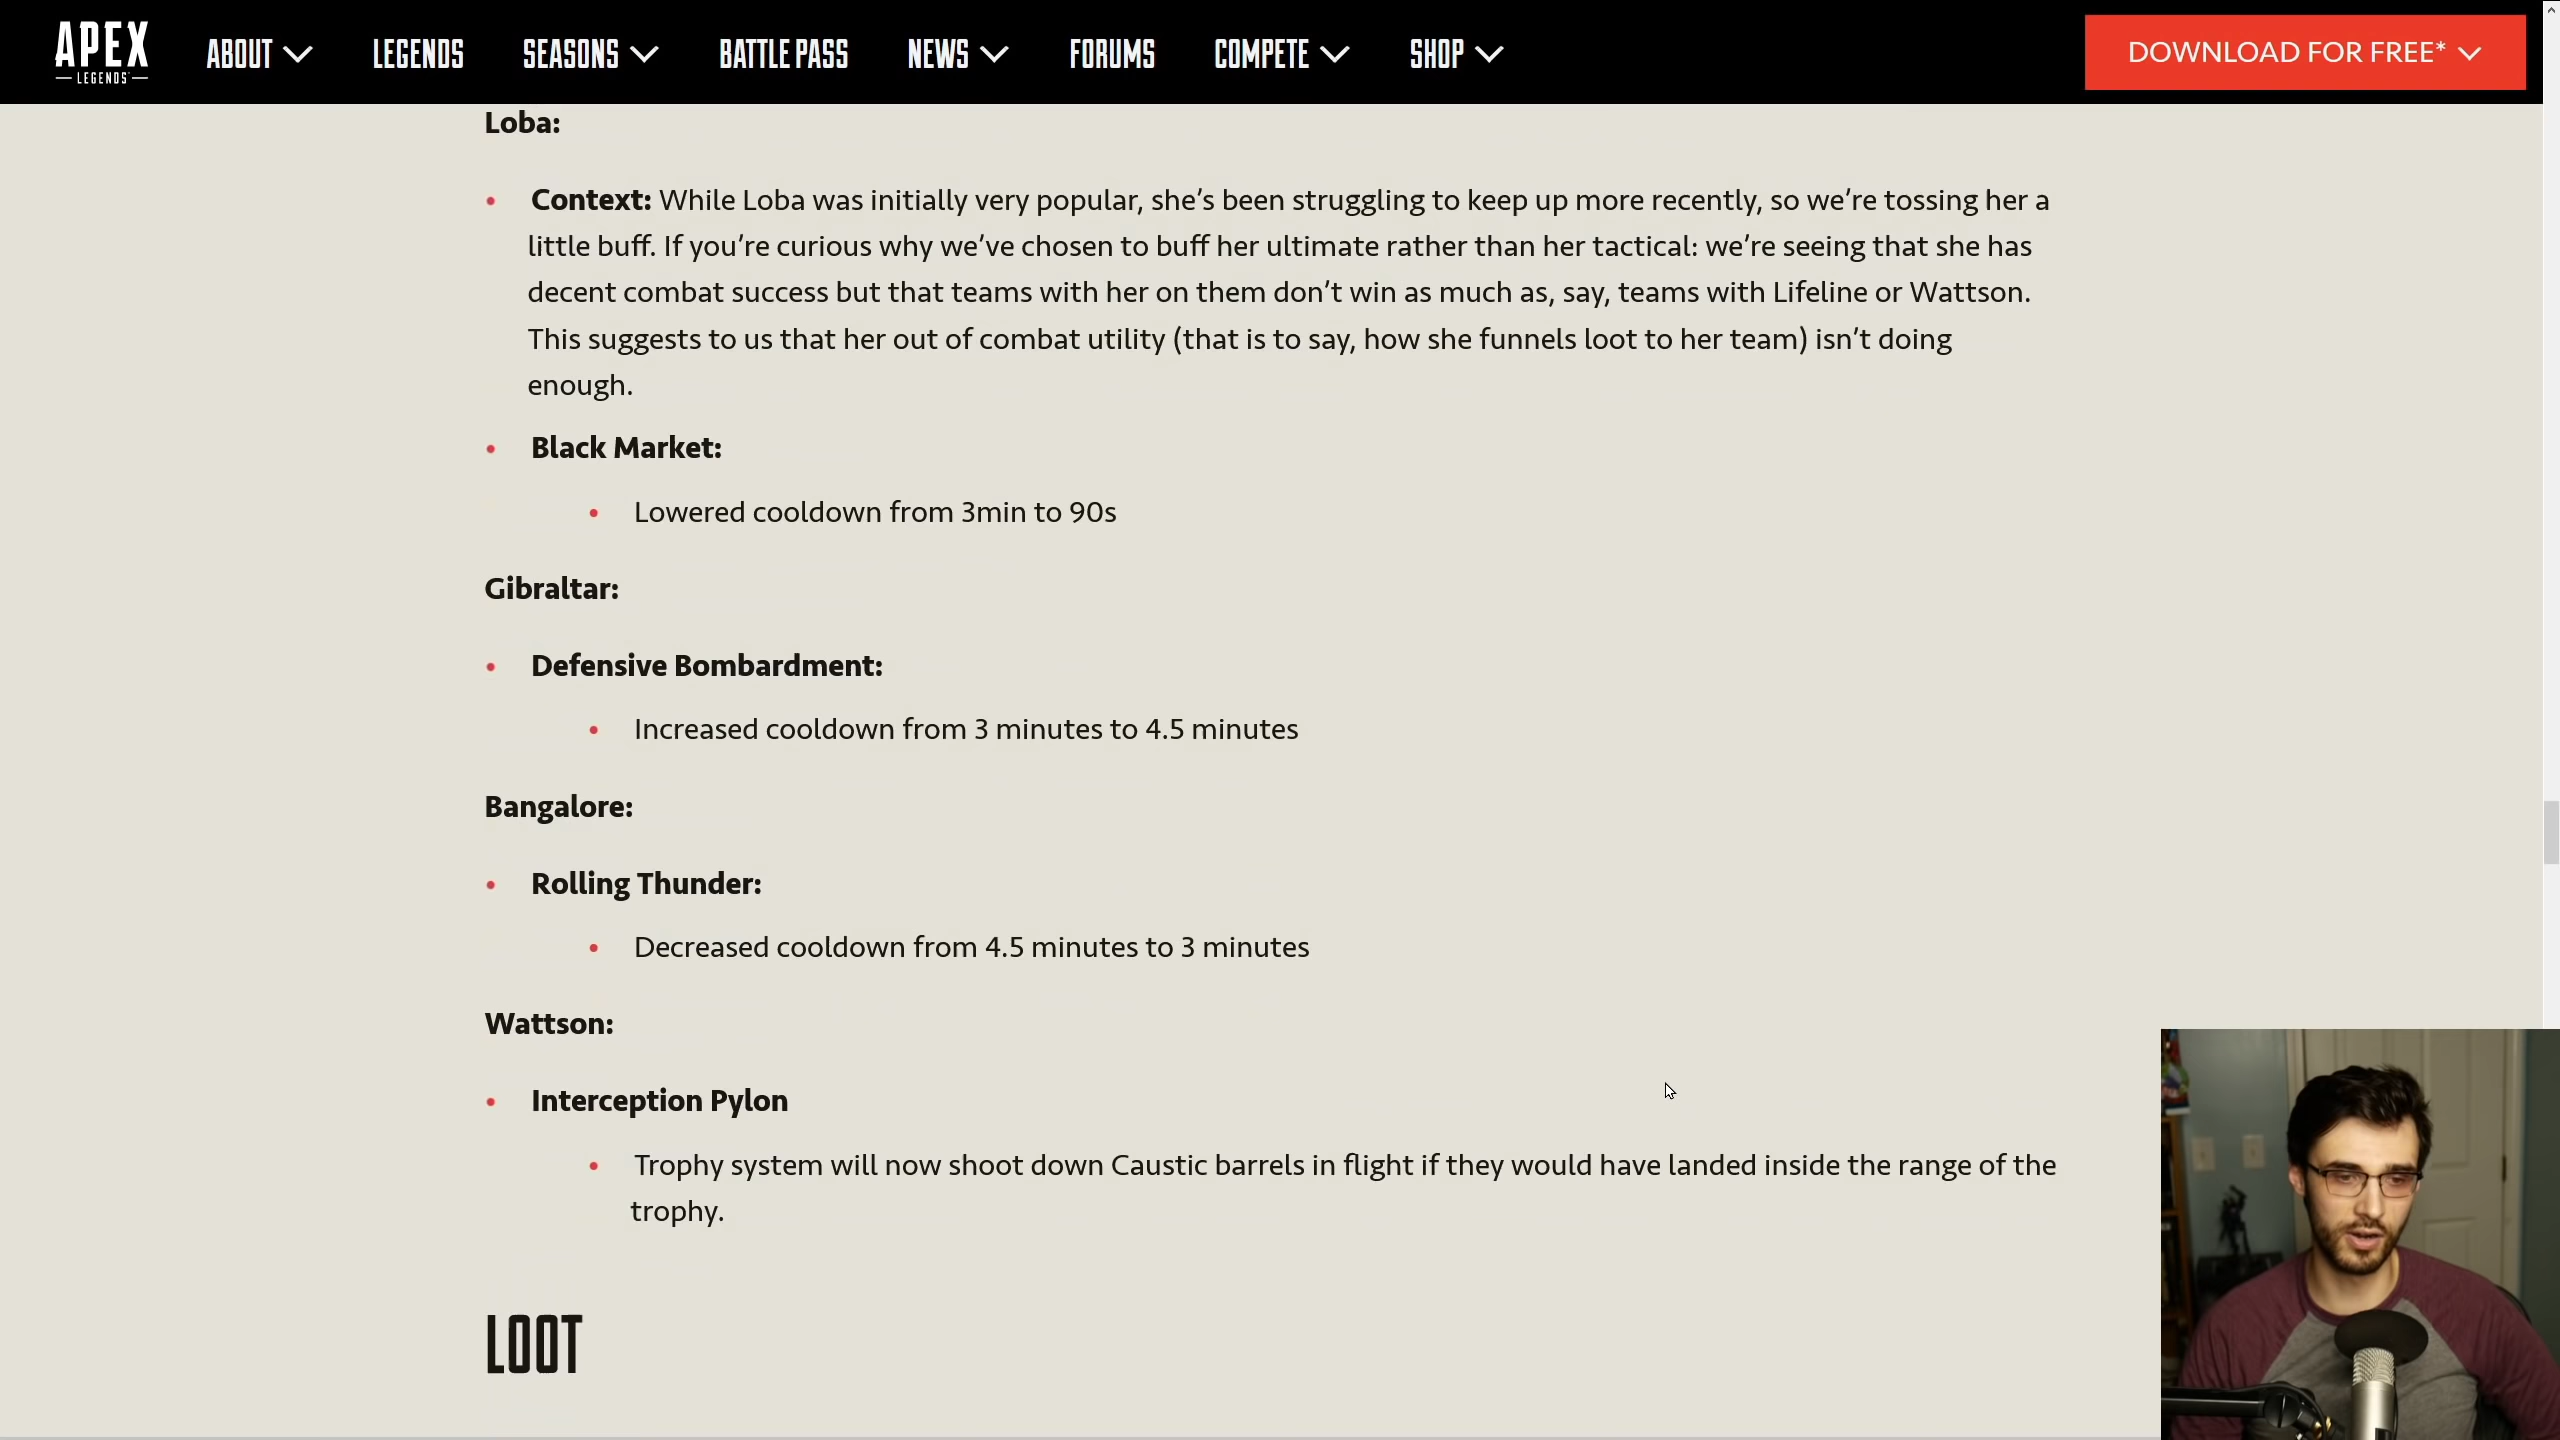 APEX
LEGENDS
ABOUT
LEGENDS
SEASONS
BATTLE PASS
NEWS
FORUMS
COMPETE
SHOP
DOWNLOAD FOR FREE*
Loba:
• Context: While Loba was initially very popular, she’s been struggling to keep up more recently, so we’re tossing her a
little buff. If you’re curious why we’ve chosen to buff her ultimate rather than her tactical: we’re seeing that she has
decent combat success but that teams with her on them don’t win as much as, say, teams with Lifeline or Wattson.
This suggests to us that her out of combat utility (that is to say, how she funnels loot to her team) isn’t doing
enough.
• Black Market:
• Lowered cooldown from 3min to 90s
Gibraltar:
• Defensive Bombardment:
• Increased cooldown from 3 minutes to 4.5 minutes
Bangalore:
• Rolling Thunder:
• Decreased cooldown from 4.5 minutes to 3 minutes
Wattson:
• Interception Pylon
• Trophy system will now shoot down Caustic barrels in flight if they would have landed inside the range of the
trophy.
LOOT